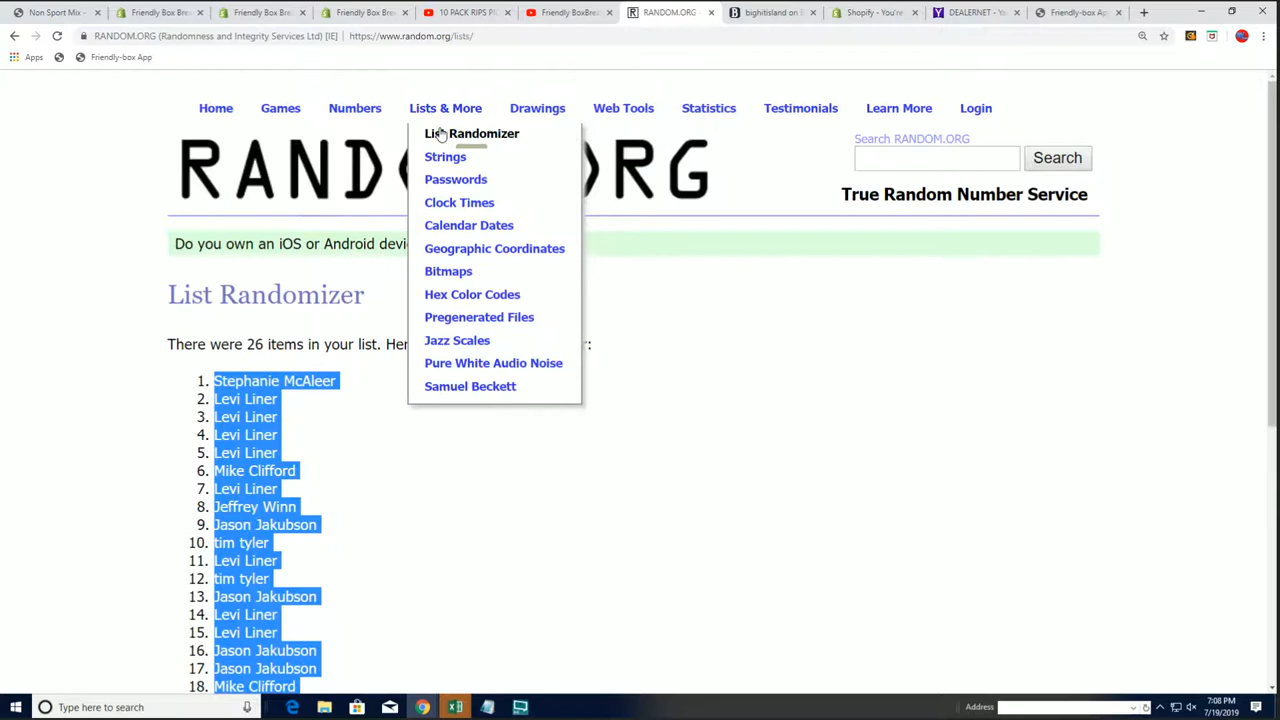 Non Sport Mix -
Friendly Box Bre
Friendly Box Bre
Friendly Box Bre
10 PACK RIPS P
Friendly BoxBre
RANDOM.ORG -
bighitisland on B
Shopify - You're
DEALERNET - Yo
Friendly-box Ap
RANDOM.ORG (Randomness and Integrity Services Ltd) [IE] | https://www.random.org/lists/
Apps
Friendly-box App
Home Games Numbers Lists & More Drawings Web Tools Statistics Testimonials Learn More Login
List Randomizer
Strings
Passwords
Clock Times
Calendar Dates
Geographic Coordinates
Bitmaps
Hex Color Codes
Pregenerated Files
Jazz Scales
Pure White Audio Noise
Samuel Beckett
RAND RG
Search RANDOM.ORG
Search
True Random Number Service
Do you own an iOS or Android devi
List Randomizer
There were 26 items in your list. Her :
1. Stephanie McAleer
2. Levi Liner
3. Levi Liner
4. Levi Liner
5. Levi Liner
6. Mike Clifford
7. Levi Liner
8. Jeffrey Winn
9. Jason Jakubson
10. tim tyler
11. Levi Liner
12. tim tyler
13. Jason Jakubson
14. Levi Liner
15. Levi Liner
16. Jason Jakubson
17. Jason Jakubson
18. Mike Clifford
Type here to search
Address
7:08 PM
7/19/2019